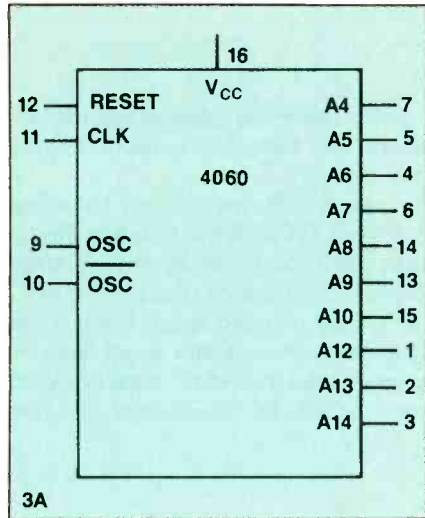 16
V_CC
12 RESET A4 7
11 CLK A5 5
A6 4
4060
A7 6
9 OSC A8 14
10 O̅S̅C̅ A9 13
A10 15
A12 1
A13 2
A14 3
3A